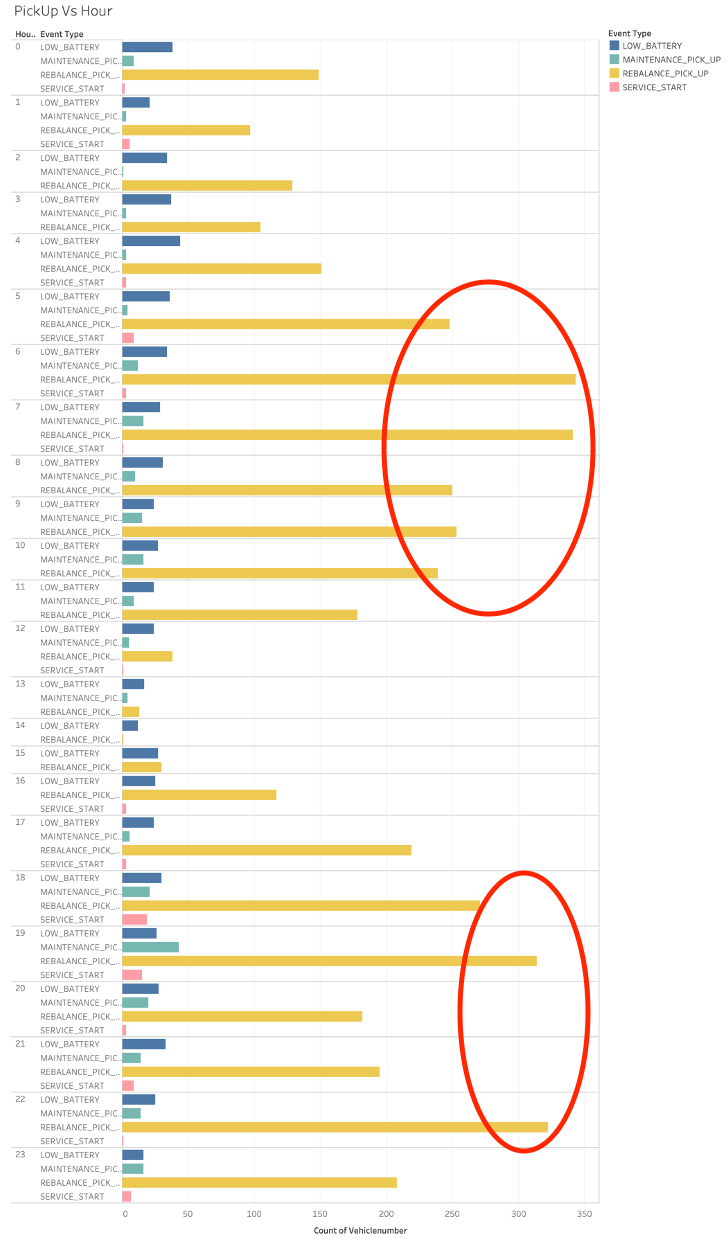 PickUp Vs Hour
Hou.. Event Type
0 LOW_BATTERY
MAINTENANCE_PIC..
REBALANCE_PICK_..
SERVICE_START
1 LOW_BATTERY
MAINTENANCE_PIC..
REBALANCE_PICK_..
SERVICE_START
2 LOW_BATTERY
MAINTENANCE_PIC..
REBALANCE_PICK_..
3 LOW_BATTERY
MAINTENANCE_PIC..
REBALANCE_PICK_..
4 LOW_BATTERY
MAINTENANCE_PIC..
REBALANCE_PICK_..
SERVICE_START
5 LOW_BATTERY
MAINTENANCE_PIC..
REBALANCE_PICK_..
SERVICE_START
6 LOW_BATTERY
MAINTENANCE_PIC..
REBALANCE_PICK_..
SERVICE_START
7 LOW_BATTERY
MAINTENANCE_PIC..
REBALANCE_PICK_..
SERVICE_START
8 LOW_BATTERY
MAINTENANCE_PIC..
REBALANCE_PICK_..
9 LOW_BATTERY
MAINTENANCE_PIC..
REBALANCE_PICK_..
10 LOW_BATTERY
MAINTENANCE_PIC..
REBALANCE_PICK_..
11 LOW_BATTERY
MAINTENANCE_PIC..
REBALANCE_PICK_..
12 LOW_BATTERY
MAINTENANCE_PIC..
REBALANCE_PICK_..
SERVICE_START
13 LOW_BATTERY
MAINTENANCE_PIC..
REBALANCE_PICK_..
14 LOW_BATTERY
REBALANCE_PICK_..
15 LOW_BATTERY
REBALANCE_PICK_..
16 LOW_BATTERY
REBALANCE_PICK_..
SERVICE_START
17 LOW_BATTERY
MAINTENANCE_PIC..
REBALANCE_PICK_..
SERVICE_START
18 LOW_BATTERY
MAINTENANCE_PIC..
REBALANCE_PICK_..
SERVICE_START
19 LOW_BATTERY
MAINTENANCE_PIC..
REBALANCE_PICK_..
SERVICE_START
20 LOW_BATTERY
MAINTENANCE_PIC..
REBALANCE_PICK_..
SERVICE_START
21 LOW_BATTERY
MAINTENANCE_PIC..
REBALANCE_PICK_..
SERVICE_START
22 LOW_BATTERY
MAINTENANCE_PIC..
REBALANCE_PICK_..
SERVICE_START
23 LOW_BATTERY
MAINTENANCE_PIC..
REBALANCE_PICK_..
SERVICE_START
0 50 100 150 200 250 300 350
Count of Vehiclenumber
Event Type
LOW_BATTERY
MAINTENANCE_PICK_UP
REBALANCE_PICK_UP
SERVICE_START